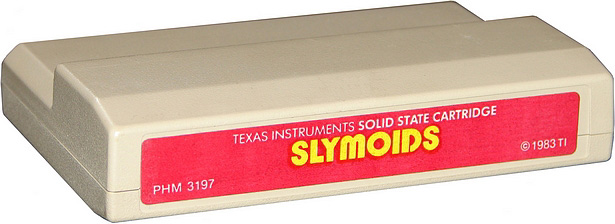 TEXAS INSTRUMENTS SOLID STATE CARTRIDGE
SLYMOIDS
PHM 3197
© 1983 TI